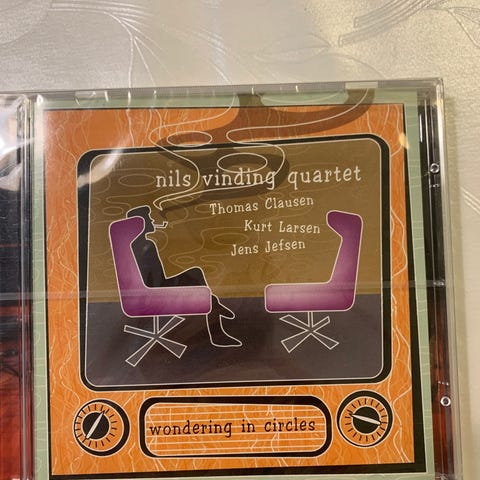 nils vinding quartet
Thomas Clausen
Kurt Larsen
Jens Jefsen
wondering in circles